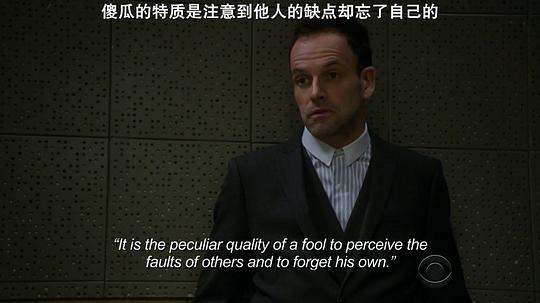 傻瓜的特质是注意到他人的缺点却忘了自己的
“It is the peculiar quality of a fool to perceive the
faults of others and to forget his own.”